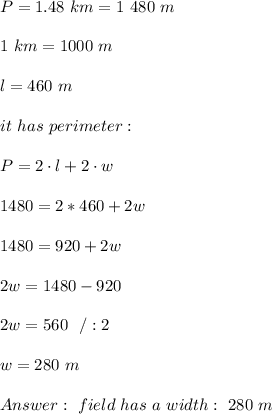 P = 1.48 km = 1 480 m
1 km = 1000 m
l = 460 m
it has perimeter :
P = 2 · l + 2 · w
1480 = 2 * 460 + 2w
1480 = 920 + 2w
2w = 1480 − 920
2w = 560 / : 2
w = 280 m
Answer : field has a width : 280 m